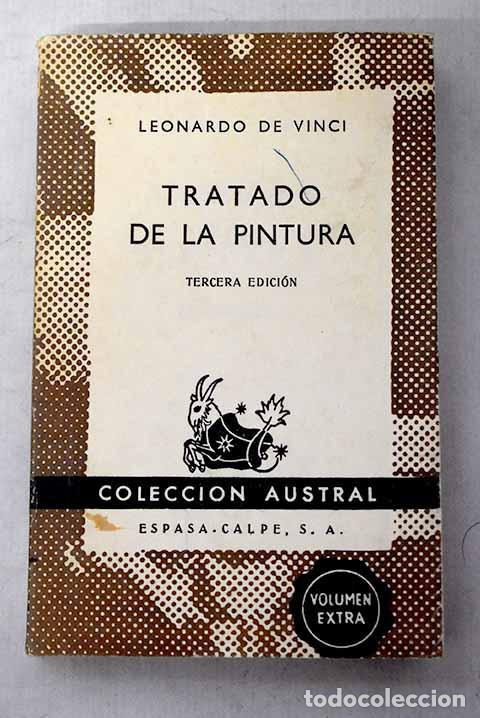 LEONARDO DE VINCI
TRATADO
DE LA PINTURA
TERCERA EDICIÓN
COLECCION AUSTRAL
ESPASA-CALPE, S. A.
VOLUMEN
EXTRA
todocoleccion